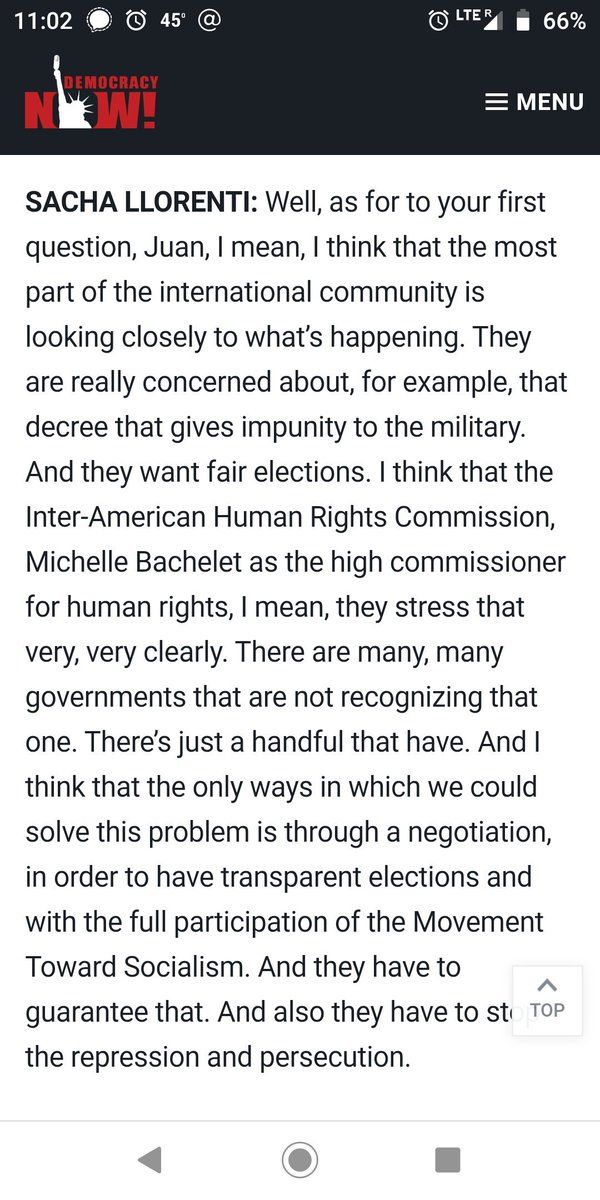 11:02 45° @ LTE R 66%
DEMOCRACY
NOW!
MENU
SACHA LLORENTI: Well, as for to your first
question, Juan, I mean, I think that the most
part of the international community is
looking closely to what's happening. They
are really concerned about, for example, that
decree that gives impunity to the military.
And they want fair elections. I think that the
Inter-American Human Rights Commission,
Michelle Bachelet as the high commissioner
for human rights, I mean, they stress that
very, very clearly. There are many, many
governments that are not recognizing that
one. There's just a handful that have. And I
think that the only ways in which we could
solve this problem is through a negotiation,
in order to have transparent elections and
with the full participation of the Movement
Toward Socialism. And they have to
guarantee that. And also they have to stop
the repression and persecution.
TOP